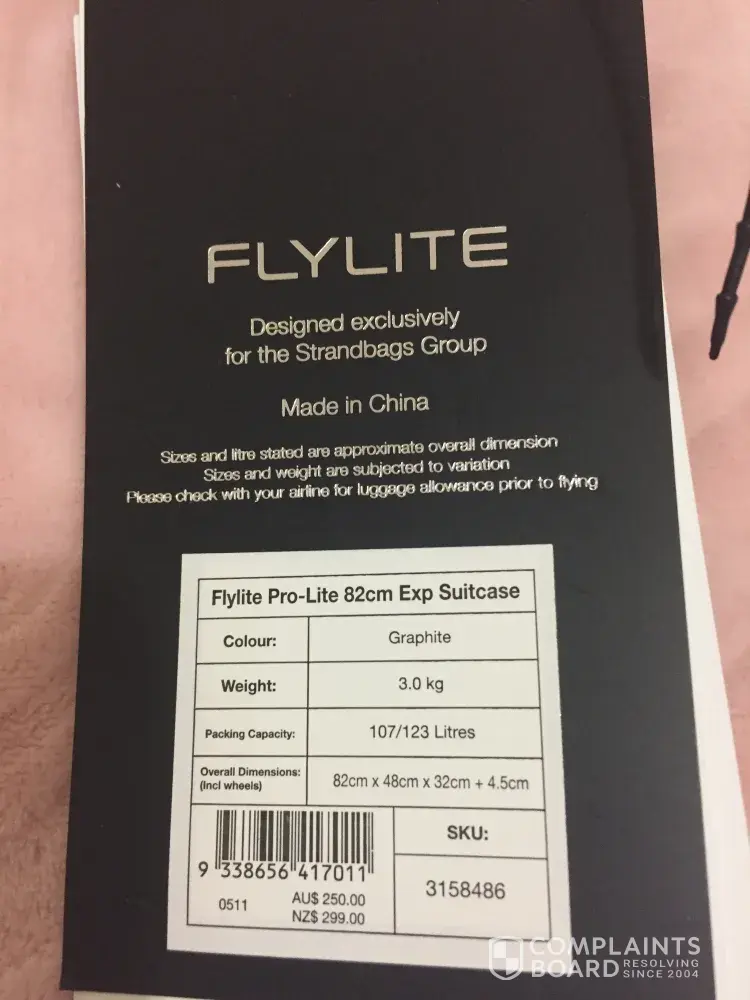 FLYLITE
Designed exclusively
for the Strandbags Group
Made in China
Sizes and litre stated are approximate overall dimension
Sizes and weight are subjected to variation
Please check with your airline for luggage allowance prior to flying
Flylite Pro-Lite 82cm Exp Suitcase
Colour: Graphite
Weight: 3.0 kg
Packing Capacity: 107/123 Litres
Overall Dimensions: 82cm x 48cm x 32cm + 4.5cm
(Incl wheels)
9 338656 417011
0511
AU$ 250.00
NZ$ 299.00
SKU:
3158486
COMPLAINTS
BOARD RESOLVING
SINCE 2004